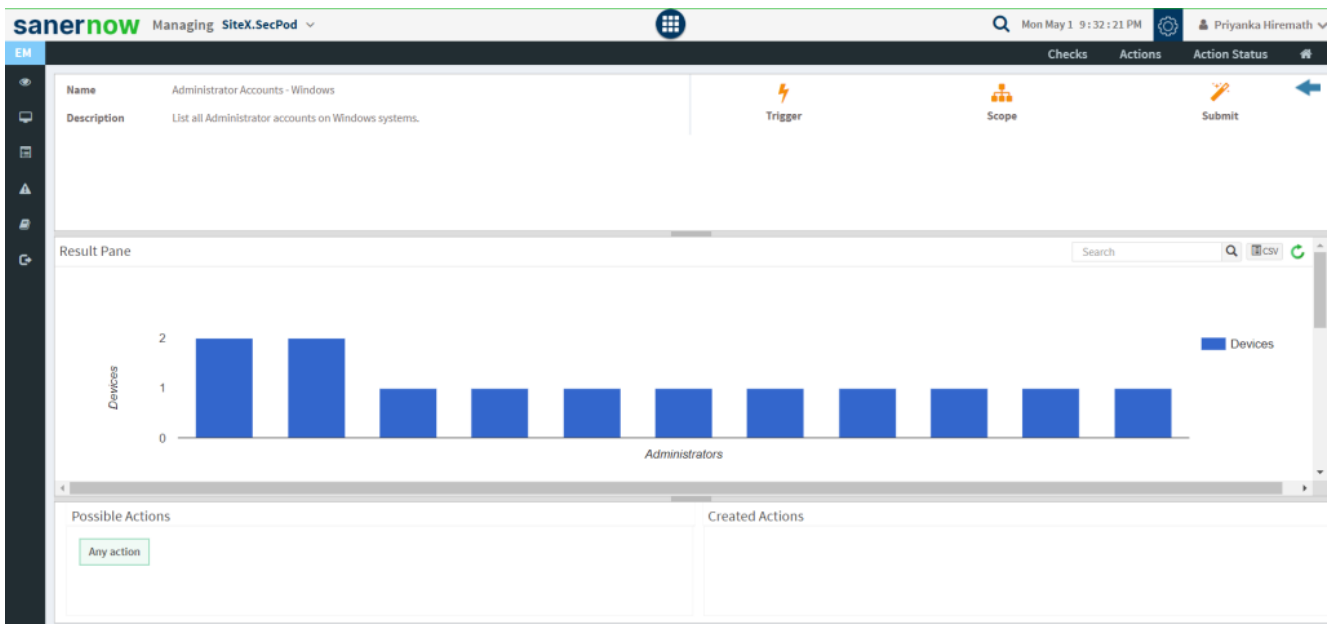 sanernow Managing SiteX.SecPod Mon May 1 9:32:21 PM Priyanka Hiremath
EM Checks Actions Action Status
Name Administrator Accounts - Windows
Description List all Administrator accounts on Windows systems.
Trigger Scope Submit
Result Pane Search CSV
2
1
0
Devices
Administrators
Devices
Possible Actions Created Actions
Any action